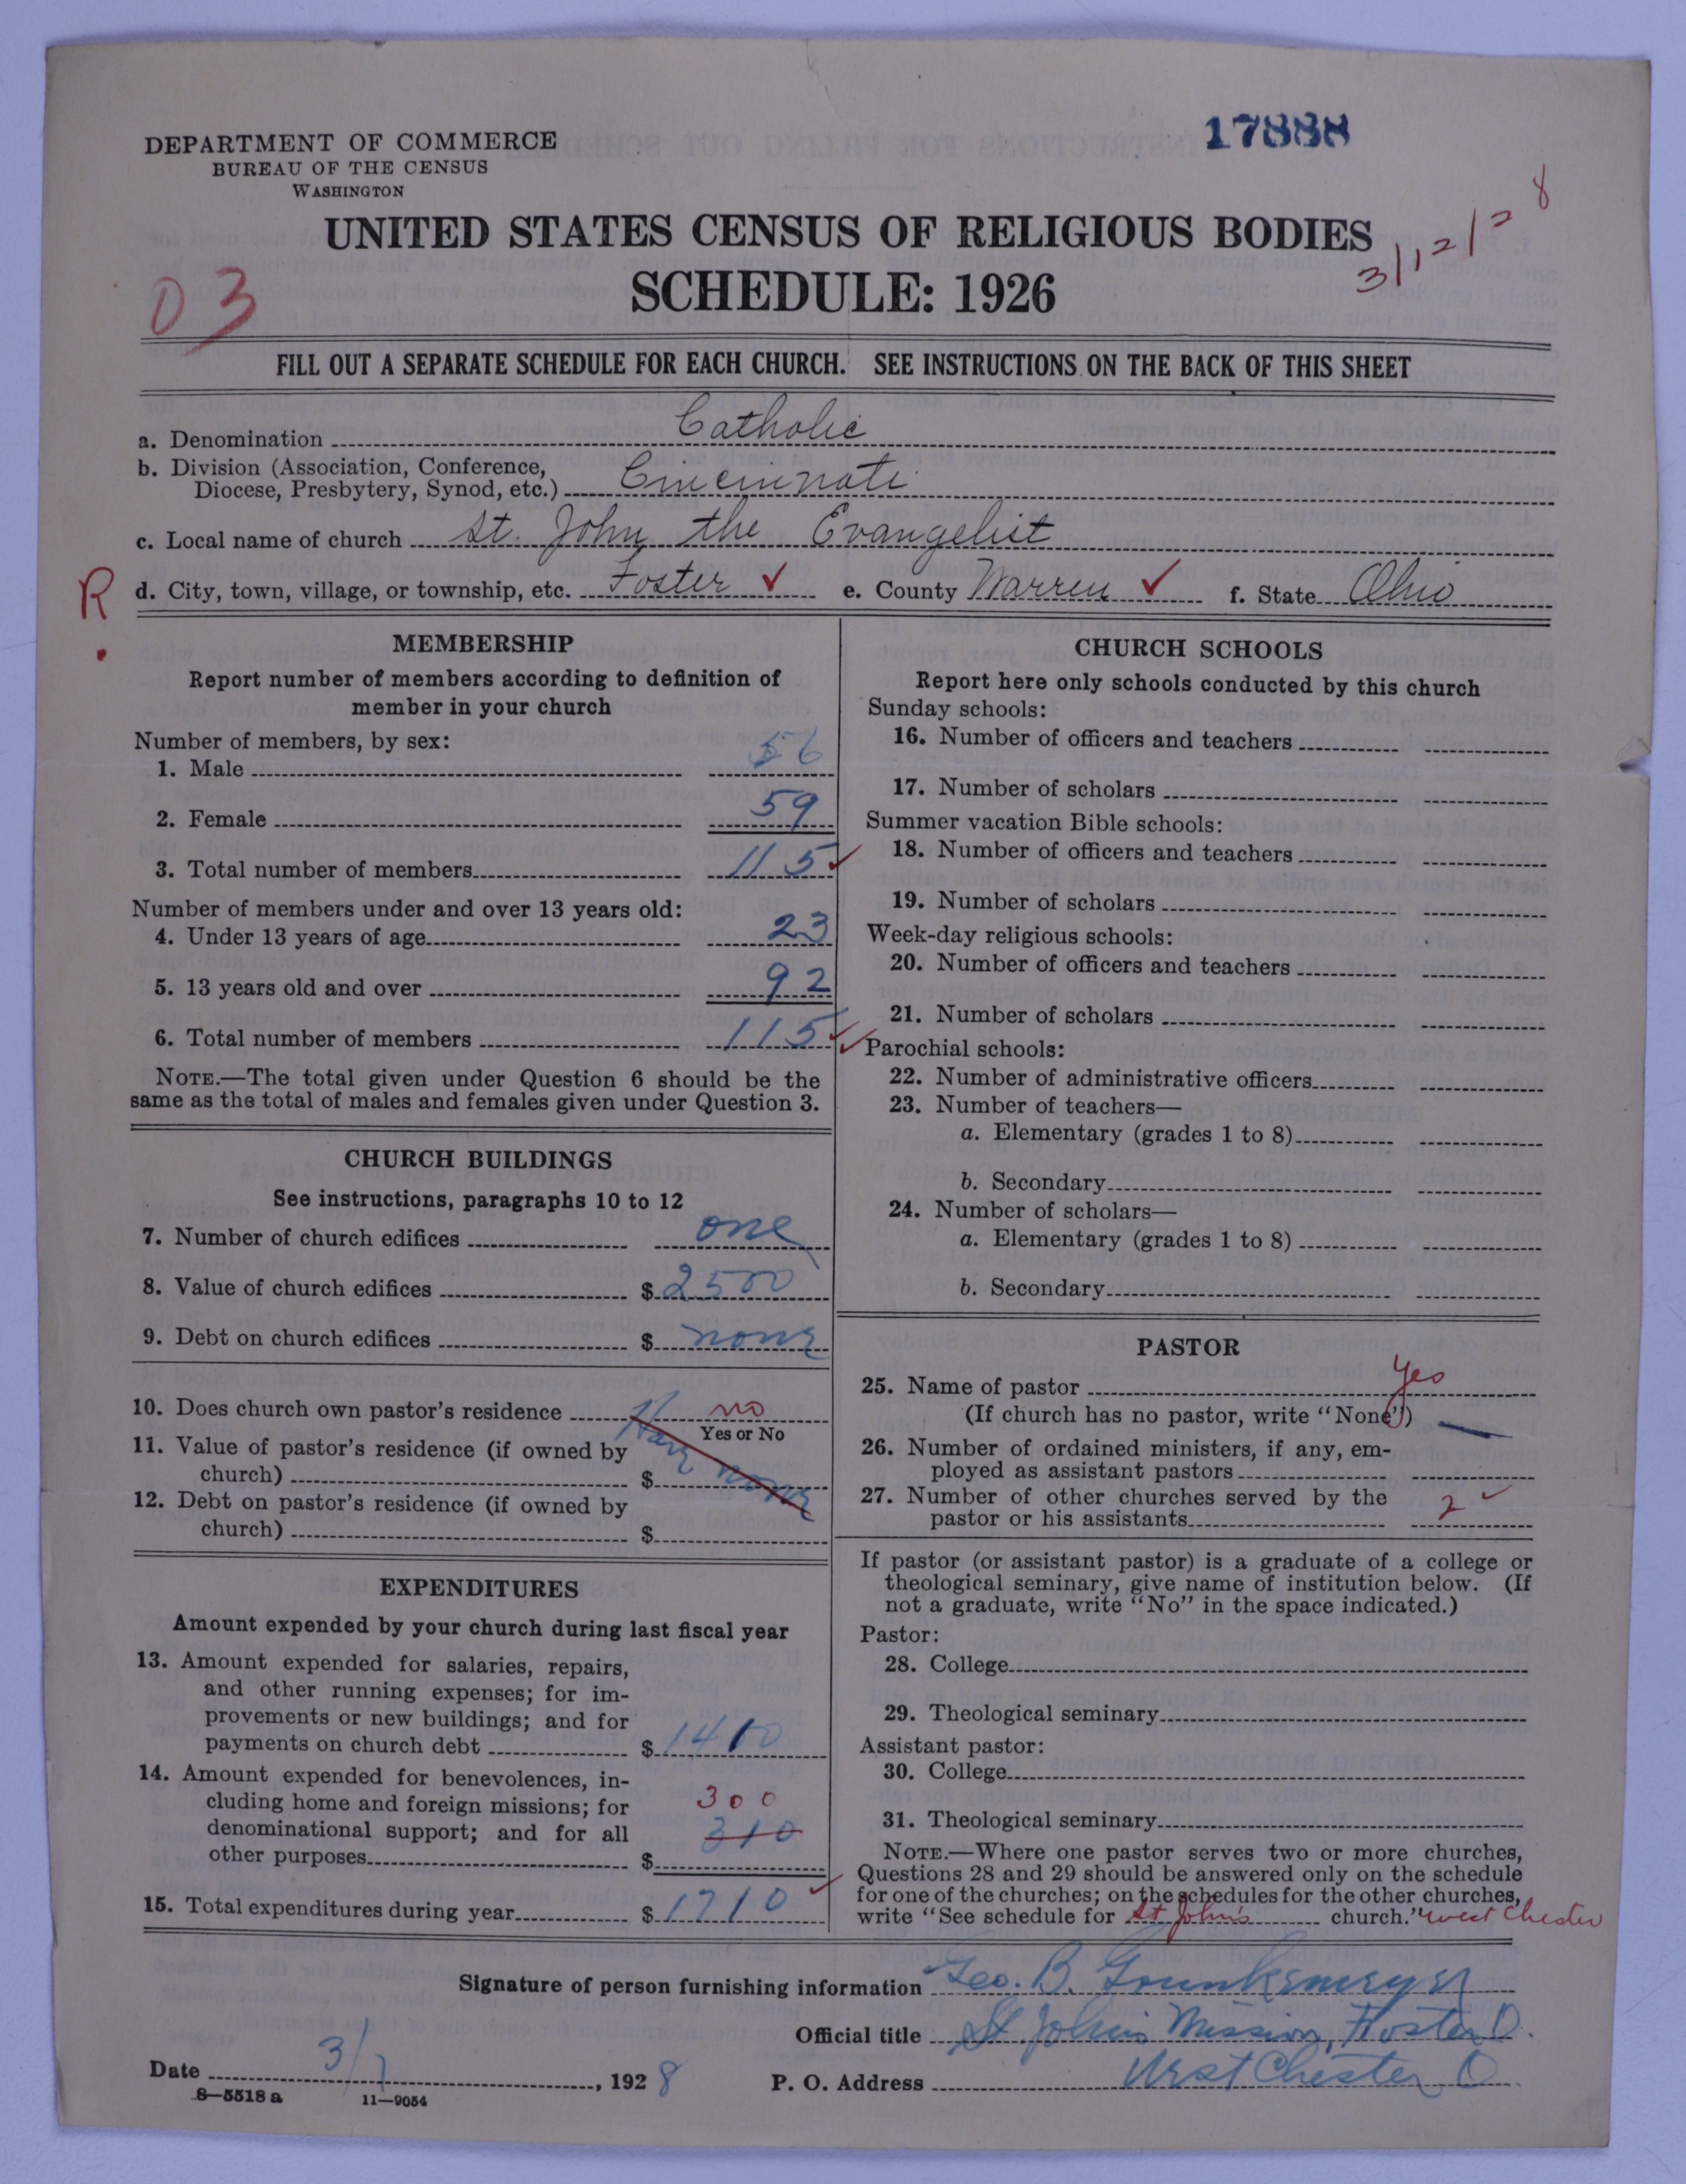 DEPARTMENT OF COMMERCE
BUREAU OF THE CENSUS
WASHINGTON
17888
UNITED STATES CENSUS OF RELIGIOUS BODIES
SCHEDULE: 1926
3/12/28
03
FILL OUT A SEPARATE SCHEDULE FOR EACH CHURCH. SEE INSTRUCTIONS ON THE BACK OF THIS SHEET
a. Denomination Catholic
b. Division (Association, Conference,
Diocese, Presbytery, Synod, etc.) Cincinnati
c. Local name of church St. John the Evangelist
R d. City, town, village, or township, etc. Foster ✓ e. County Warren ✓ f. State Ohio
MEMBERSHIP
Report number of members according to definition of
member in your church
Number of members, by sex:
1. Male 56
2. Female 59
3. Total number of members 115 ✓
Number of members under and over 13 years old:
4. Under 13 years of age 23
5. 13 years old and over 92
6. Total number of members 115 ✓✓
NOTE.—The total given under Question 6 should be the
same as the total of males and females given under Question 3.
CHURCH BUILDINGS
See instructions, paragraphs 10 to 12
7. Number of church edifices one
8. Value of church edifices $ 2500
9. Debt on church edifices $ none
10. Does church own pastor's residence no
Yes or No
Have none
11. Value of pastor's residence (if owned by
church) $
12. Debt on pastor's residence (if owned by
church) $
EXPENDITURES
Amount expended by your church during last fiscal year
13. Amount expended for salaries, repairs,
and other running expenses; for im-
provements or new buildings; and for
payments on church debt $ 1410
14. Amount expended for benevolences, in-
cluding home and foreign missions; for 300
denominational support; and for all 310
other purposes $
15. Total expenditures during year $ 1710 ✓
CHURCH SCHOOLS
Report here only schools conducted by this church
Sunday schools:
16. Number of officers and teachers
17. Number of scholars
Summer vacation Bible schools:
18. Number of officers and teachers
19. Number of scholars
Week-day religious schools:
20. Number of officers and teachers
21. Number of scholars
Parochial schools:
22. Number of administrative officers
23. Number of teachers—
a. Elementary (grades 1 to 8)
b. Secondary
24. Number of scholars—
a. Elementary (grades 1 to 8)
b. Secondary
PASTOR
25. Name of pastor Yes
(If church has no pastor, write "None")
26. Number of ordained ministers, if any, em-
ployed as assistant pastors
27. Number of other churches served by the
pastor or his assistants 2 ✓
If pastor (or assistant pastor) is a graduate of a college or
theological seminary, give name of institution below. (If
not a graduate, write "No" in the space indicated.)
Pastor:
28. College
29. Theological seminary
Assistant pastor:
30. College
31. Theological seminary
NOTE.—Where one pastor serves two or more churches,
Questions 28 and 29 should be answered only on the schedule
for one of the churches; on the schedules for the other churches,
write "See schedule for St John's church." West Chester
Signature of person furnishing information Geo. B.
Official title St Johns Mission, Foster O.
Date 3/7, 1928 P. O. Address West Chester O
8—5518 a 11—9054